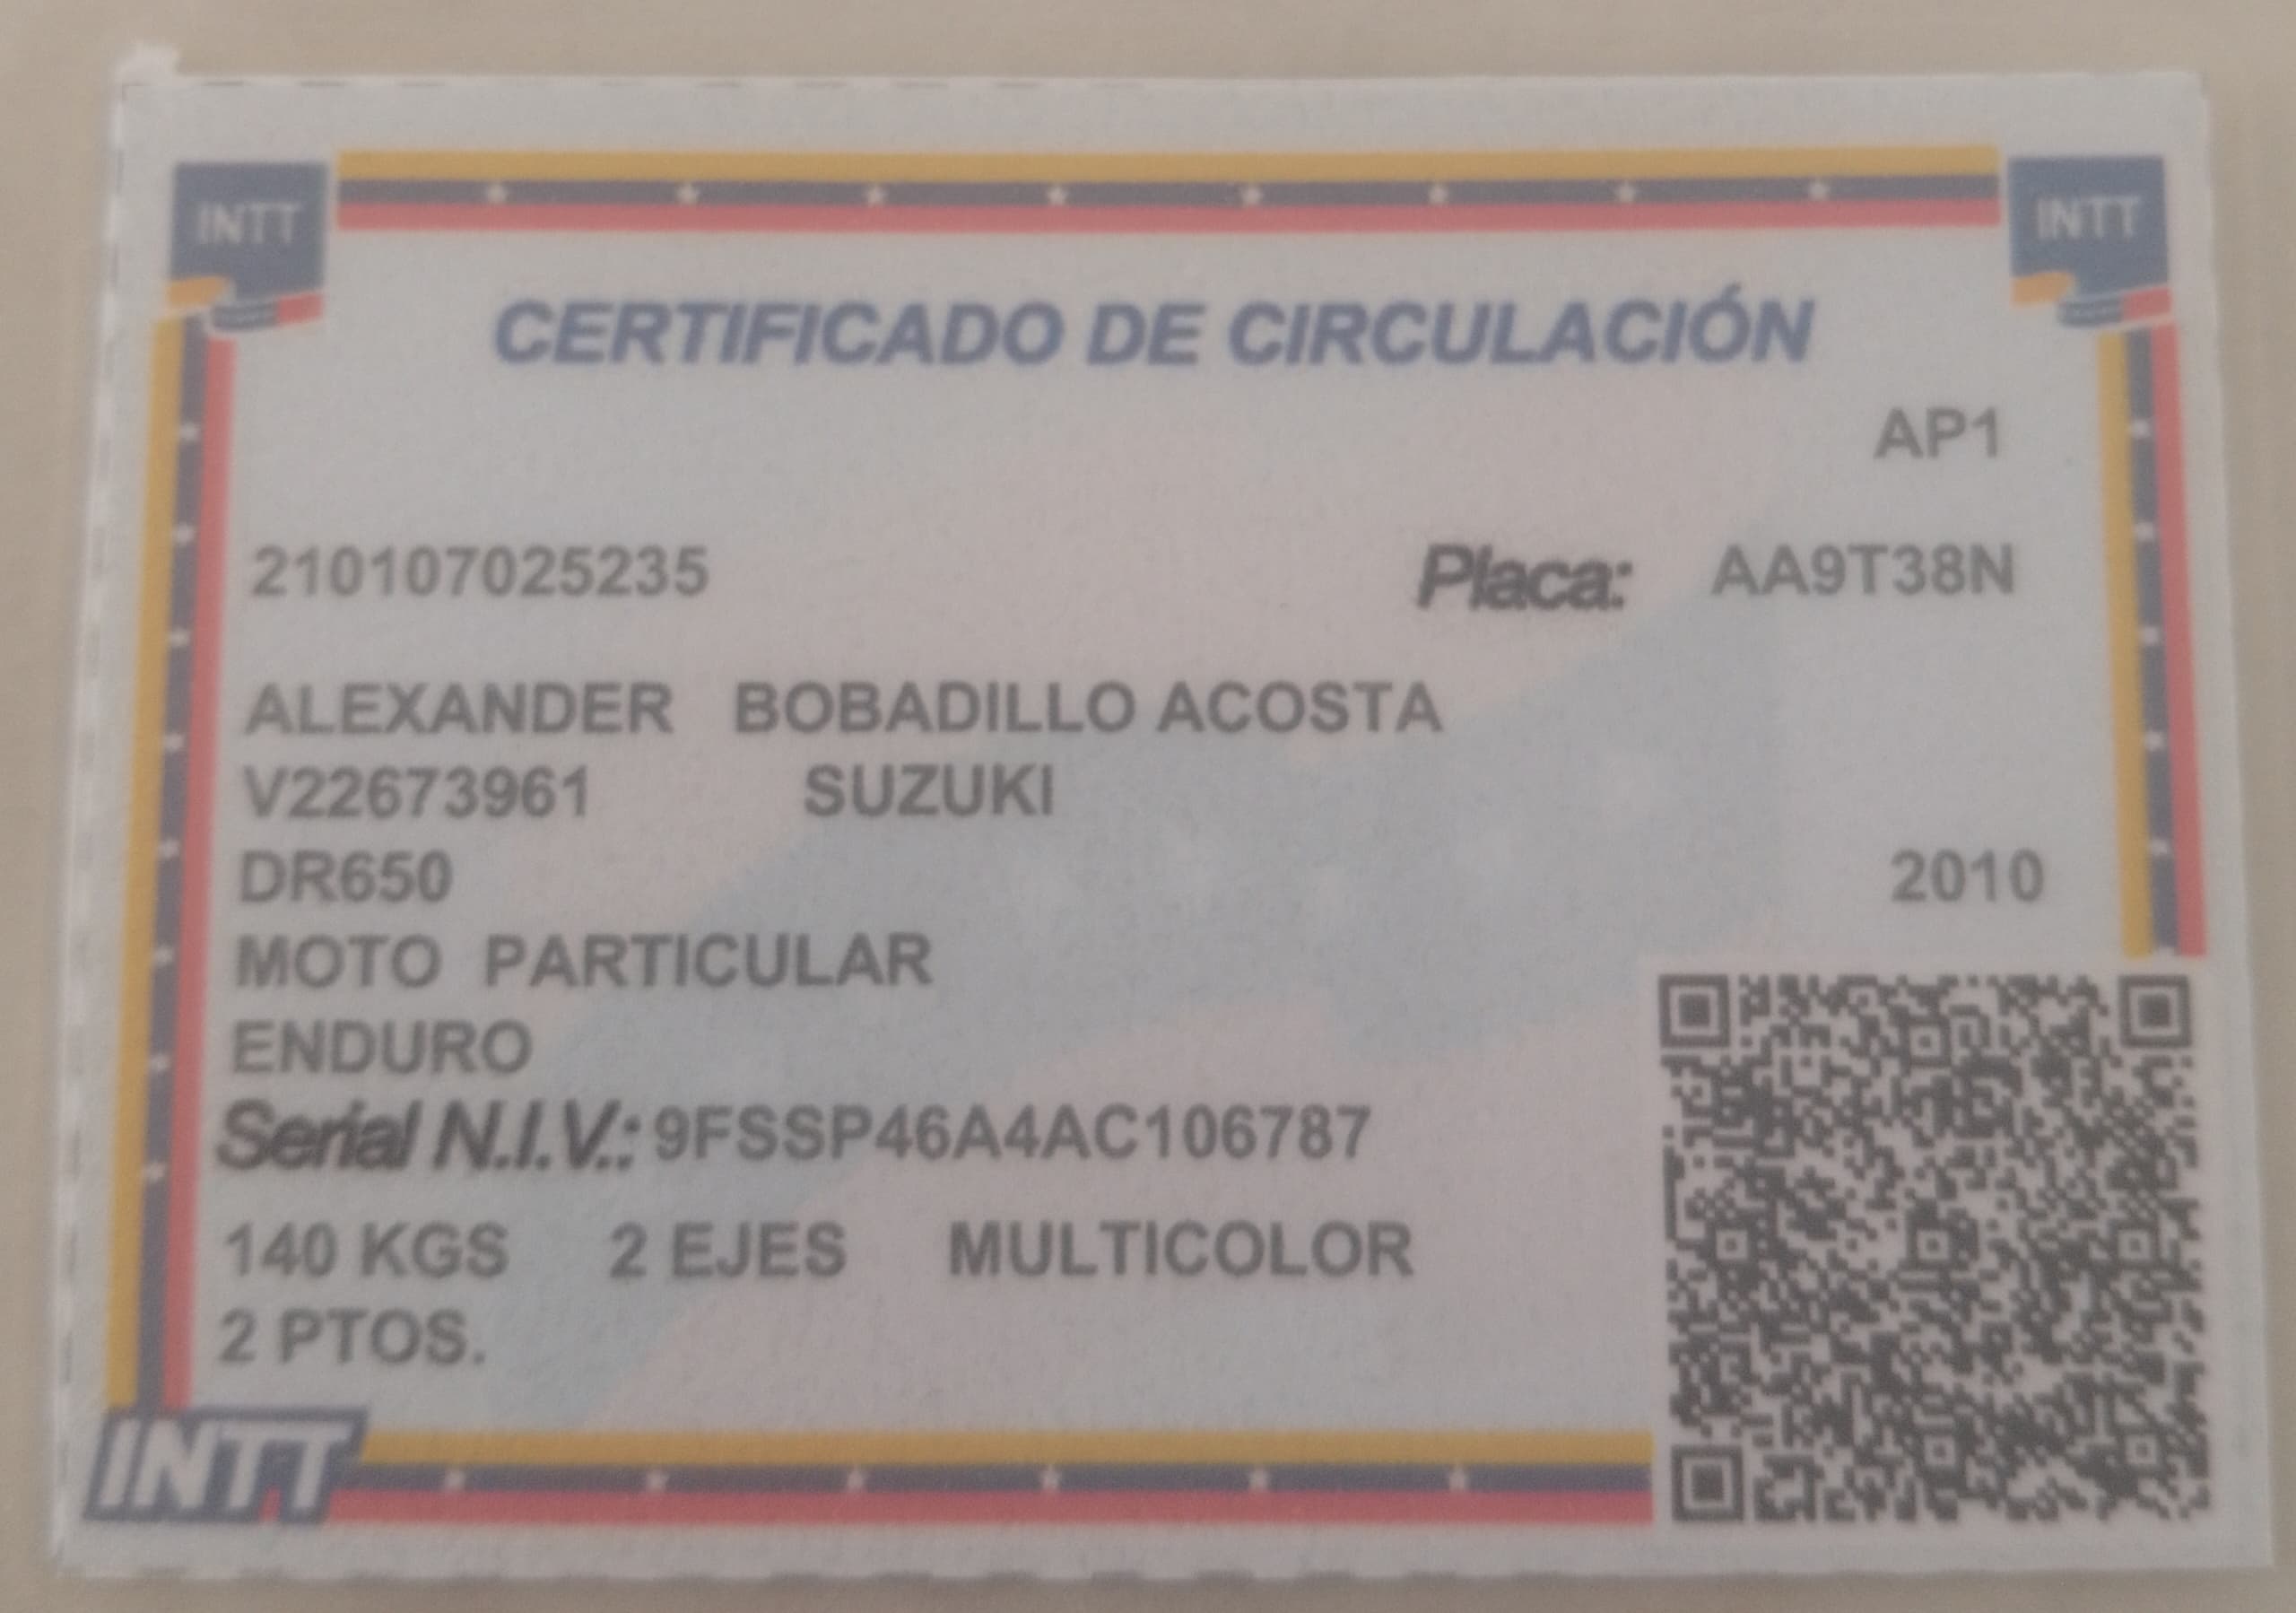 INTT INTT
CERTIFICADO DE CIRCULACIÓN
AP1
210107025235 Placa: AA9T38N
ALEXANDER BOBADILLO ACOSTA
V22673961 SUZUKI
DR650 2010
MOTO PARTICULAR
ENDURO
Serial N.I.V.: 9FSSP46A4AC106787
140 KGS 2 EJES MULTICOLOR
2 PTOS.
INTT